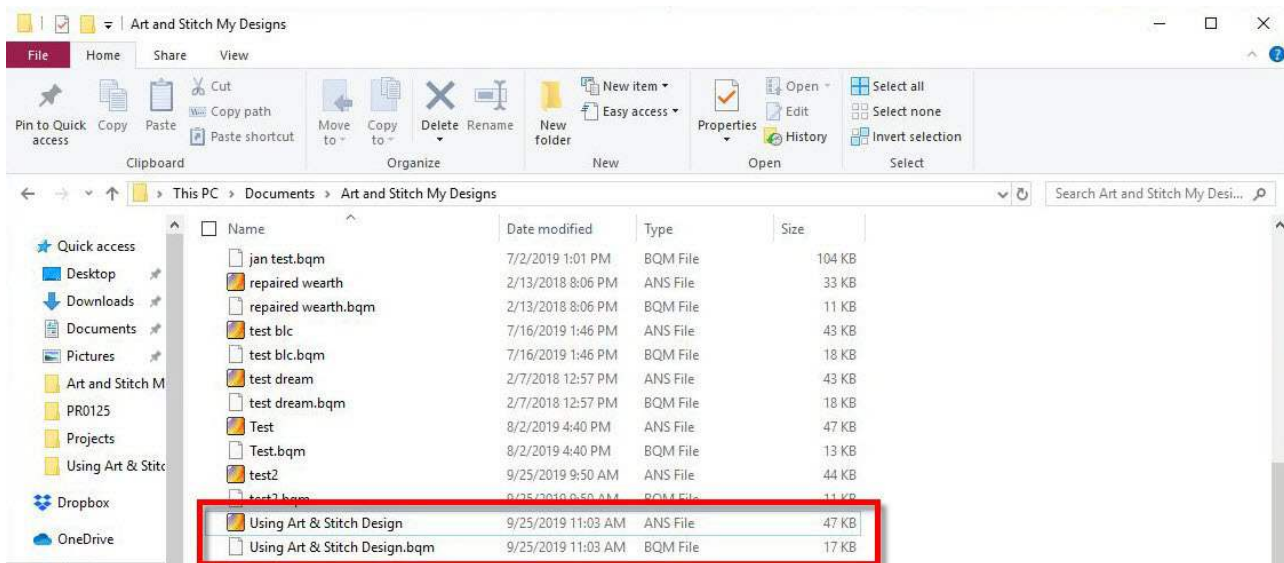 Art and Stitch My Designs
File Home Share View
Pin to Quick access Copy Paste Cut Copy path Paste shortcut Move to Copy to Delete Rename New folder New item Easy access Properties Open Edit History Select all Select none Invert selection
Clipboard Organize New Open Select
This PC > Documents > Art and Stitch My Designs Search Art and Stitch My Desi...
Name Date modified Type Size
Quick access
Desktop
Downloads
Documents
Pictures
Art and Stitch M
PR0125
Projects
Using Art & Stitc
Dropbox
OneDrive
jan test.bqm 7/2/2019 1:01 PM BQM File 104 KB
repaired wearth 2/13/2018 8:06 PM ANS File 33 KB
repaired wearth.bqm 2/13/2018 8:06 PM BQM File 11 KB
test blc 7/16/2019 1:46 PM ANS File 43 KB
test blc.bqm 7/16/2019 1:46 PM BQM File 18 KB
test dream 2/7/2018 12:57 PM ANS File 43 KB
test dream.bqm 2/7/2018 12:57 PM BQM File 18 KB
Test 8/2/2019 4:40 PM ANS File 47 KB
Test.bqm 8/2/2019 4:40 PM BQM File 13 KB
test2 9/25/2019 9:50 AM ANS File 44 KB
test2.bqm 9/25/2019 9:50 AM BQM File 11 KB
Using Art & Stitch Design 9/25/2019 11:03 AM ANS File 47 KB
Using Art & Stitch Design.bqm 9/25/2019 11:03 AM BQM File 17 KB